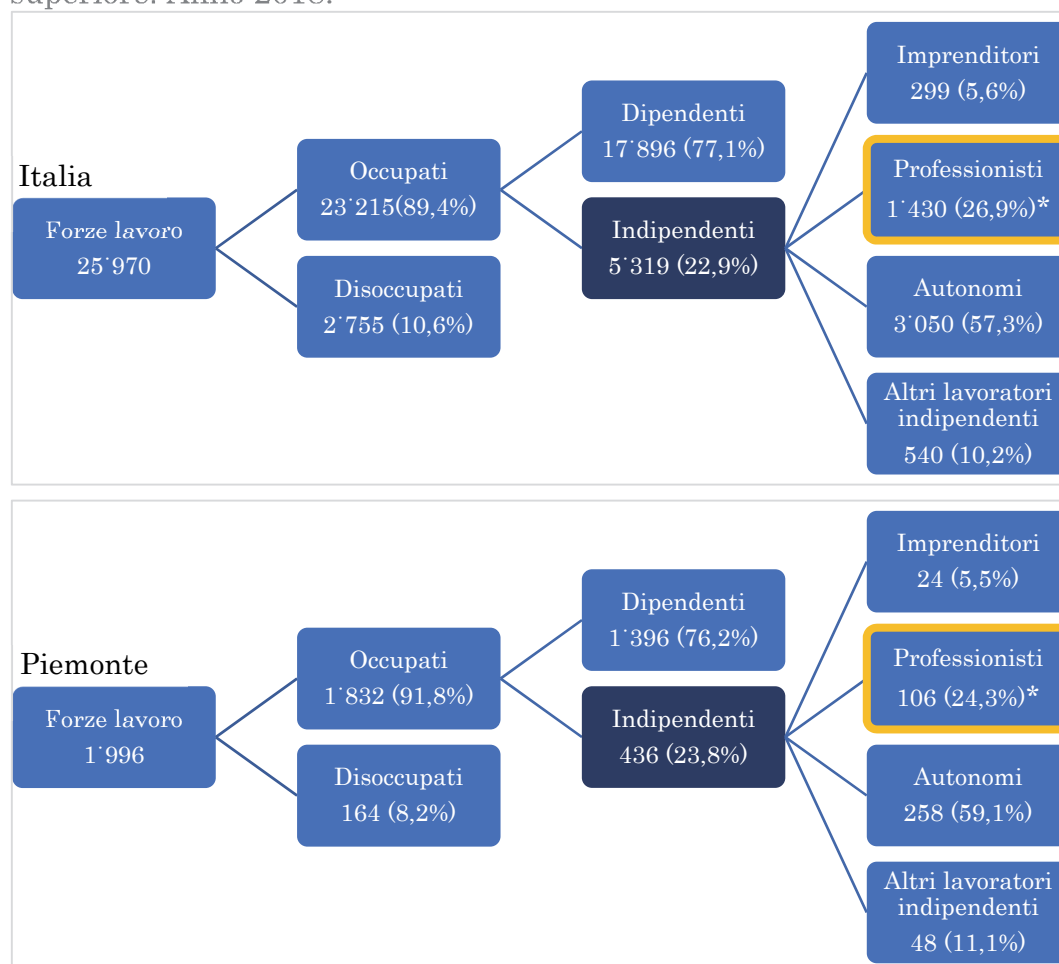 superiore. Anno 2018.
Italia
Forze lavoro
25˙970
Occupati
23˙215(89,4%)
Disoccupati
2˙755 (10,6%)
Dipendenti
17˙896 (77,1%)
Indipendenti
5˙319 (22,9%)
Imprenditori
299 (5,6%)
Professionisti
1˙430 (26,9%)*
Autonomi
3˙050 (57,3%)
Altri lavoratori
indipendenti
540 (10,2%)
Piemonte
Forze lavoro
1˙996
Occupati
1˙832 (91,8%)
Disoccupati
164 (8,2%)
Dipendenti
1˙396 (76,2%)
Indipendenti
436 (23,8%)
Imprenditori
24 (5,5%)
Professionisti
106 (24,3%)*
Autonomi
258 (59,1%)
Altri lavoratori
indipendenti
48 (11,1%)